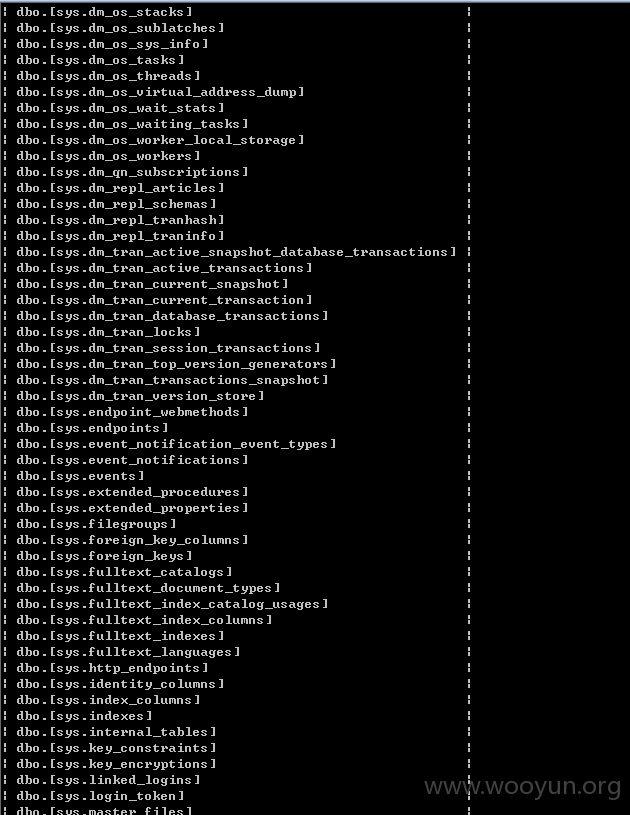 ¦ dbo.[sys.dm_os_stacks] ¦
¦ dbo.[sys.dm_os_sublatches] ¦
¦ dbo.[sys.dm_os_sys_info] ¦
¦ dbo.[sys.dm_os_tasks] ¦
¦ dbo.[sys.dm_os_threads] ¦
¦ dbo.[sys.dm_os_virtual_address_dump] ¦
¦ dbo.[sys.dm_os_wait_stats] ¦
¦ dbo.[sys.dm_os_waiting_tasks] ¦
¦ dbo.[sys.dm_os_worker_local_storage] ¦
¦ dbo.[sys.dm_os_workers] ¦
¦ dbo.[sys.dm_qn_subscriptions] ¦
¦ dbo.[sys.dm_repl_articles] ¦
¦ dbo.[sys.dm_repl_schemas] ¦
¦ dbo.[sys.dm_repl_tranhash] ¦
¦ dbo.[sys.dm_repl_traninfo] ¦
¦ dbo.[sys.dm_tran_active_snapshot_database_transactions] ¦
¦ dbo.[sys.dm_tran_active_transactions] ¦
¦ dbo.[sys.dm_tran_current_snapshot] ¦
¦ dbo.[sys.dm_tran_current_transaction] ¦
¦ dbo.[sys.dm_tran_database_transactions] ¦
¦ dbo.[sys.dm_tran_locks] ¦
¦ dbo.[sys.dm_tran_session_transactions] ¦
¦ dbo.[sys.dm_tran_top_version_generators] ¦
¦ dbo.[sys.dm_tran_transactions_snapshot] ¦
¦ dbo.[sys.dm_tran_version_store] ¦
¦ dbo.[sys.endpoint_webmethods] ¦
¦ dbo.[sys.endpoints] ¦
¦ dbo.[sys.event_notification_event_types] ¦
¦ dbo.[sys.event_notifications] ¦
¦ dbo.[sys.events] ¦
¦ dbo.[sys.extended_procedures] ¦
¦ dbo.[sys.extended_properties] ¦
¦ dbo.[sys.filegroups] ¦
¦ dbo.[sys.foreign_key_columns] ¦
¦ dbo.[sys.foreign_keys] ¦
¦ dbo.[sys.fulltext_catalogs] ¦
¦ dbo.[sys.fulltext_document_types] ¦
¦ dbo.[sys.fulltext_index_catalog_usages] ¦
¦ dbo.[sys.fulltext_index_columns] ¦
¦ dbo.[sys.fulltext_indexes] ¦
¦ dbo.[sys.fulltext_languages] ¦
¦ dbo.[sys.http_endpoints] ¦
¦ dbo.[sys.identity_columns] ¦
¦ dbo.[sys.index_columns] ¦
¦ dbo.[sys.indexes] ¦
¦ dbo.[sys.internal_tables] ¦
¦ dbo.[sys.key_constraints] ¦
¦ dbo.[sys.key_encryptions] ¦
¦ dbo.[sys.linked_logins] ¦
¦ dbo.[sys.login_token] ¦
¦ dbo.[sys.master_files] ¦
www.wooyun.org